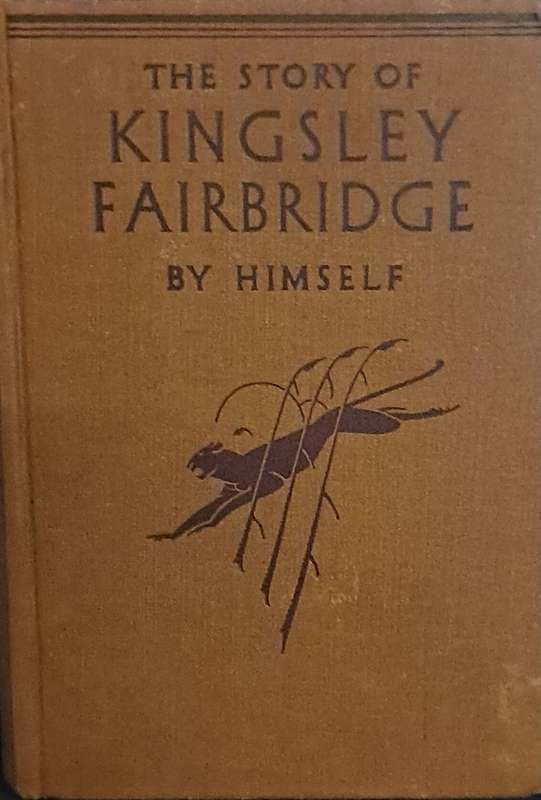 THE STORY OF
KINGSLEY
FAIRBRIDGE
BY HIMSELF